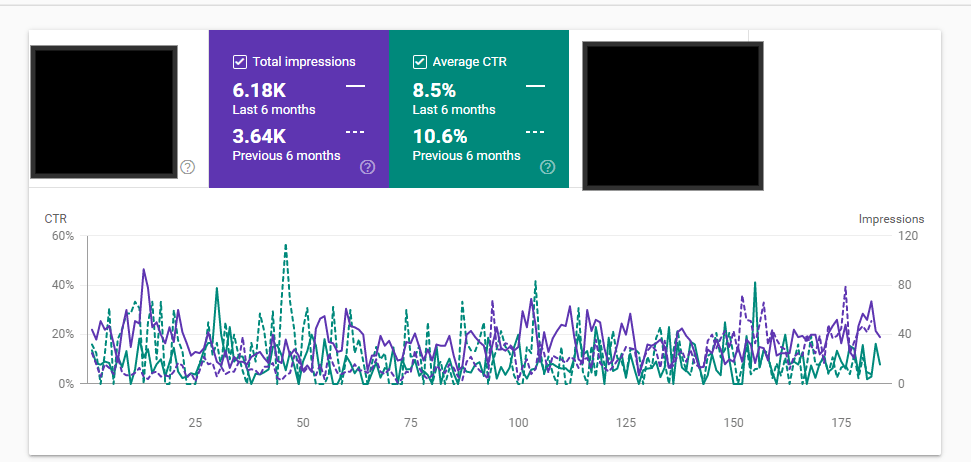 Total impressions
6.18K
Last 6 months
3.64K
Previous 6 months
Average CTR
8.5%
Last 6 months
10.6%
Previous 6 months
CTR
Impressions
60%
120
40%
80
20%
40
0%
0
25 50 75 100 125 150 175